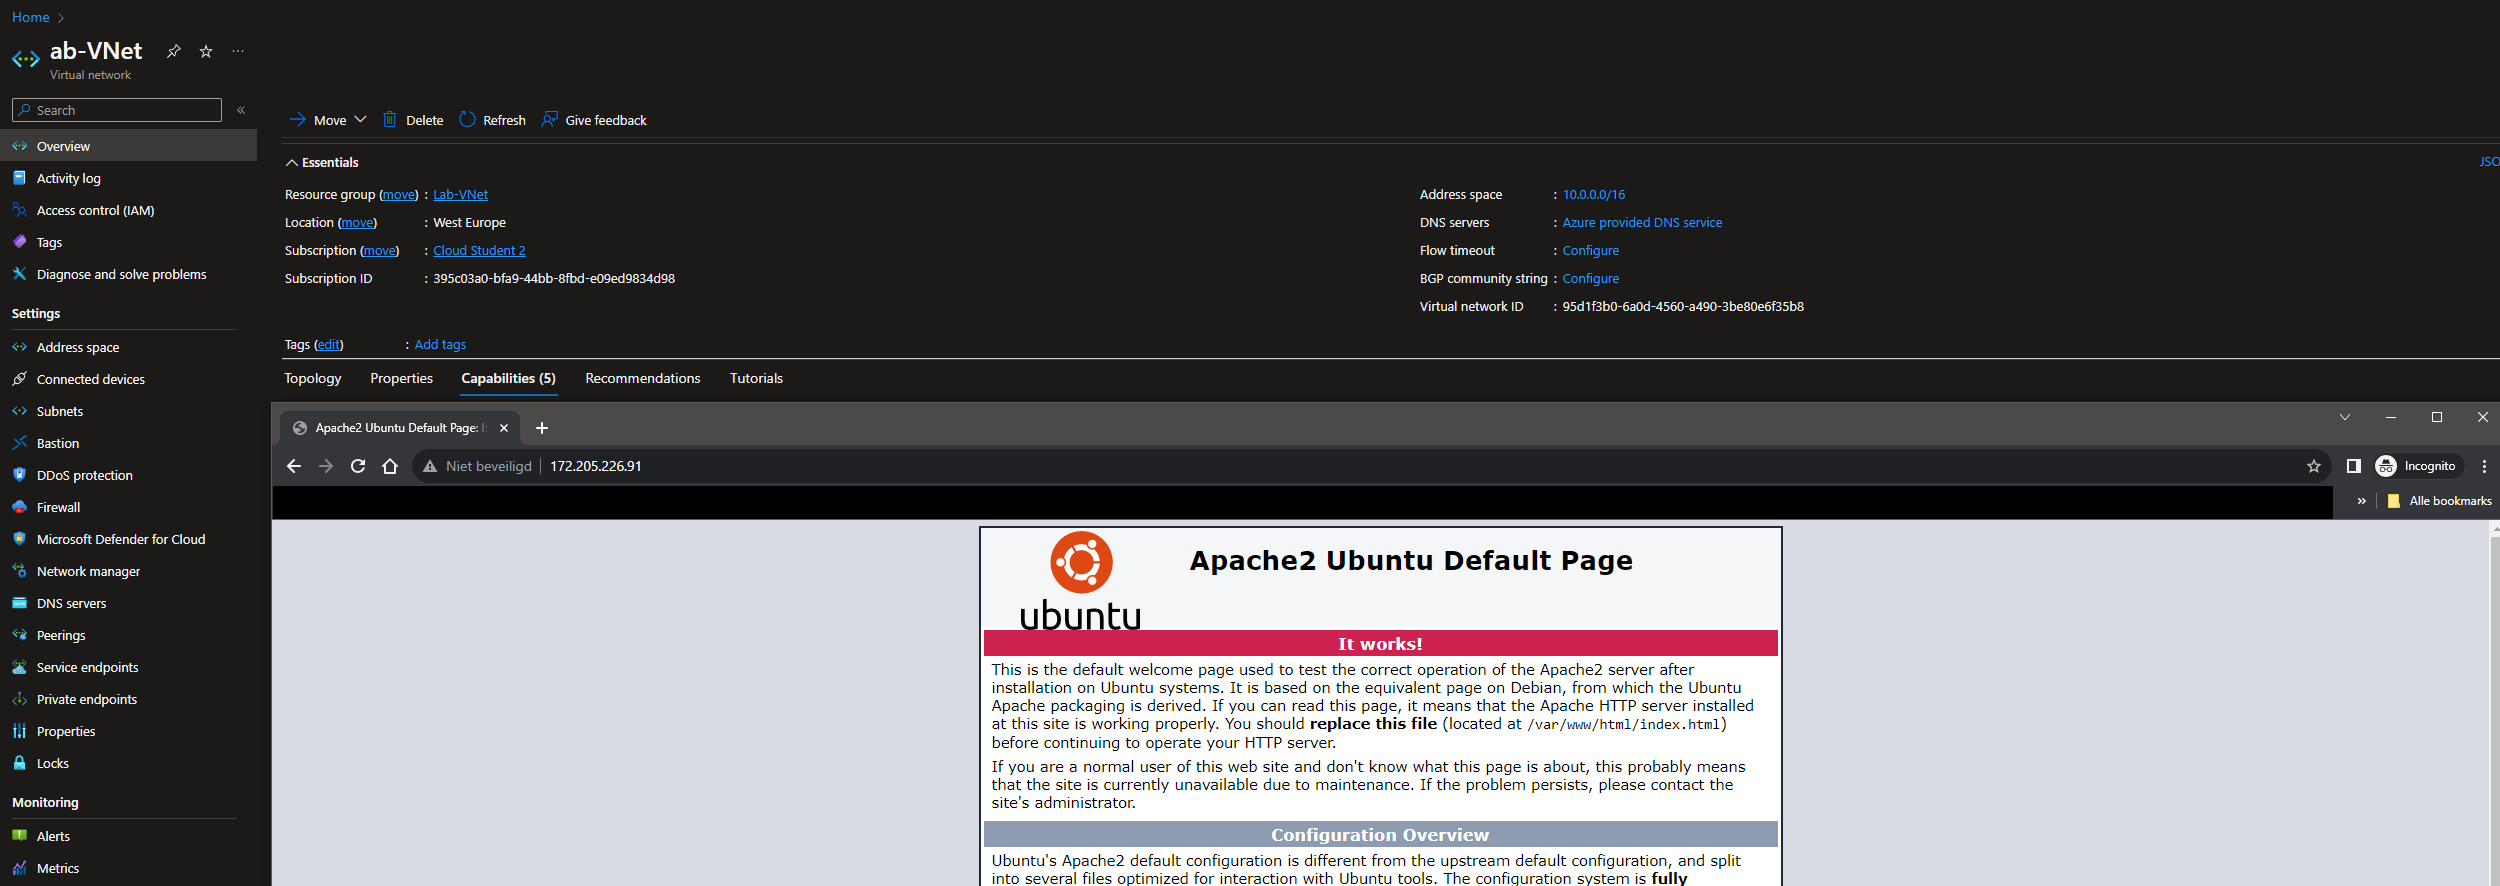 Home
ab-VNet
Virtual network
Search
Overview
Activity log
Access control (IAM)
Tags
Diagnose and solve problems
Settings
Address space
Connected devices
Subnets
Bastion
DDoS protection
Firewall
Microsoft Defender for Cloud
Network manager
DNS servers
Peerings
Service endpoints
Private endpoints
Properties
Locks
Monitoring
Alerts
Metrics
Move Delete Refresh Give feedback
Essentials JSO
Resource group (move) : Lab-VNet
Location (move) : West Europe
Subscription (move) : Cloud Student 2
Subscription ID : 395c03a0-bfa9-44bb-8fbd-e09ed9834d98
Address space : 10.0.0.0/16
DNS servers : Azure provided DNS service
Flow timeout : Configure
BGP community string : Configure
Virtual network ID : 95d1f3b0-6a0d-4560-a490-3be80e6f35b8
Tags (edit) : Add tags
Topology Properties Capabilities (5) Recommendations Tutorials
Apache2 Ubuntu Default Page:
Niet beveiligd 172.205.226.91 Incognito
» Alle bookmarks
ubuntu
Apache2 Ubuntu Default Page
It works!
This is the default welcome page used to test the correct operation of the Apache2 server after
installation on Ubuntu systems. It is based on the equivalent page on Debian, from which the Ubuntu
Apache packaging is derived. If you can read this page, it means that the Apache HTTP server installed
at this site is working properly. You should replace this file (located at /var/www/html/index.html)
before continuing to operate your HTTP server.
If you are a normal user of this web site and don't know what this page is about, this probably means
that the site is currently unavailable due to maintenance. If the problem persists, please contact the
site's administrator.
Configuration Overview
Ubuntu's Apache2 default configuration is different from the upstream default configuration, and split
into several files optimized for interaction with Ubuntu tools. The configuration system is fully